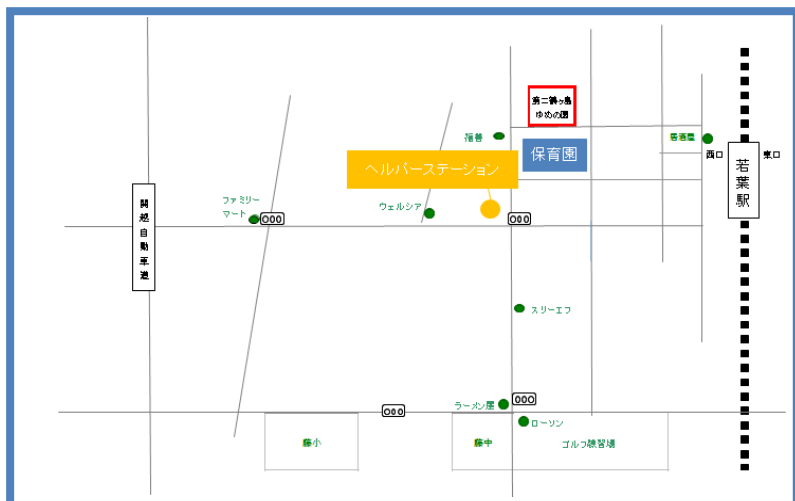 第二鶴ヶ島
ゆめの園
福善
居酒屋
保育園
西口
若葉駅
東口
ヘルパーステーション
関越自動車道
ファミリー
マート
ウェルシア
スリーエフ
ラーメン屋
ローソン
藤小
藤中
ゴルフ練習場